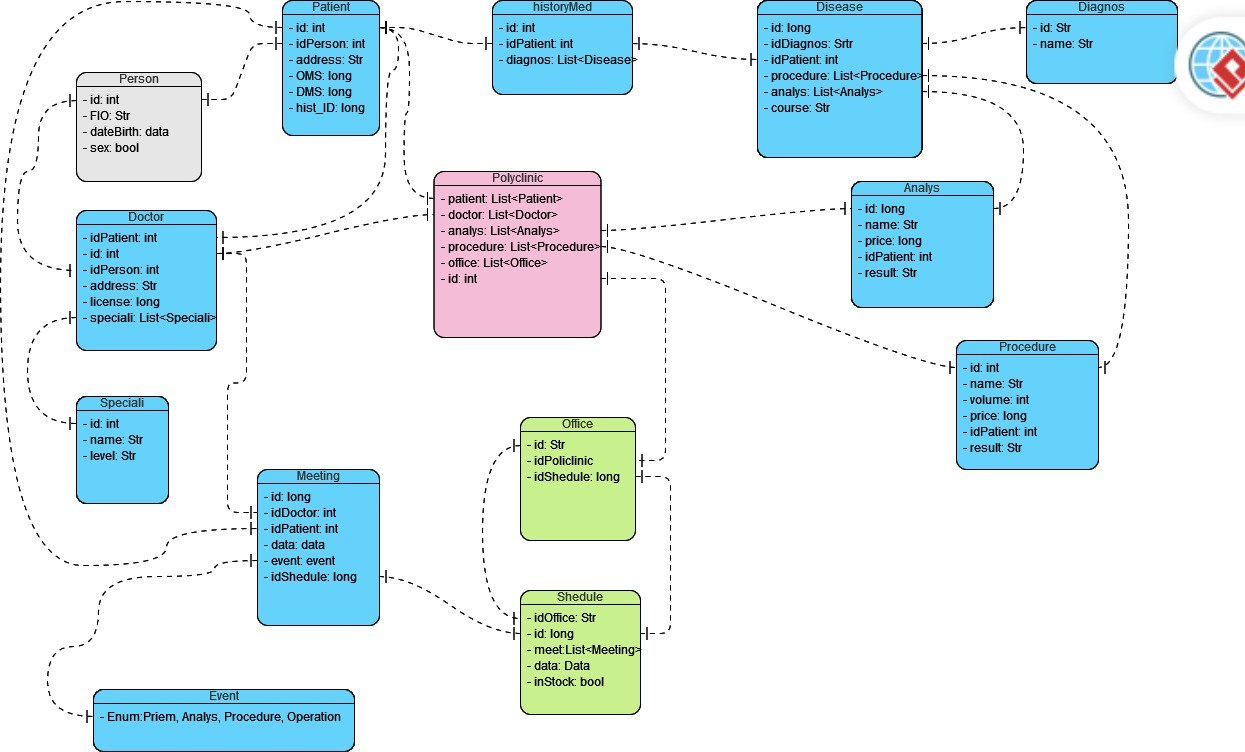 Patient
- id: int
- idPerson: int
- address: Str
- OMS: long
- DMS: long
- hist_ID: long
historyMed
- id: int
- idPatient: int
- diagnos: List<Disease>
Disease
- id: long
- idDiagnos: Srtr
- idPatient: int
- procedure: List<Procedure>
- analys: List<Analys>
- course: Str
Diagnos
- id: Str
- name: Str
Person
- id: int
- FIO: Str
- dateBirth: data
- sex: bool
Polyclinic
- patient: List<Patient>
- doctor: List<Doctor>
- analys: List<Analys>
- procedure: List<Procedure>
- office: List<Office>
- id: int
Analys
- id: long
- name: Str
- price: long
- idPatient: int
- result: Str
Doctor
- idPatient: int
- id: int
- idPerson: int
- address: Str
- license: long
- speciali: List<Speciali>
Procedure
- id: int
- name: Str
- volume: int
- price: long
- idPatient: int
- result: Str
Speciali
- id: int
- name: Str
- level: Str
Office
- id: Str
- idPoliclinic
- idShedule: long
Meeting
- id: long
- idDoctor: int
- idPatient: int
- data: data
- event: event
- idShedule: long
Shedule
- idOffice: Str
- id: long
- meet:List<Meeting>
- data: Data
- inStock: bool
Event
- Enum:Priem, Analys, Procedure, Operation